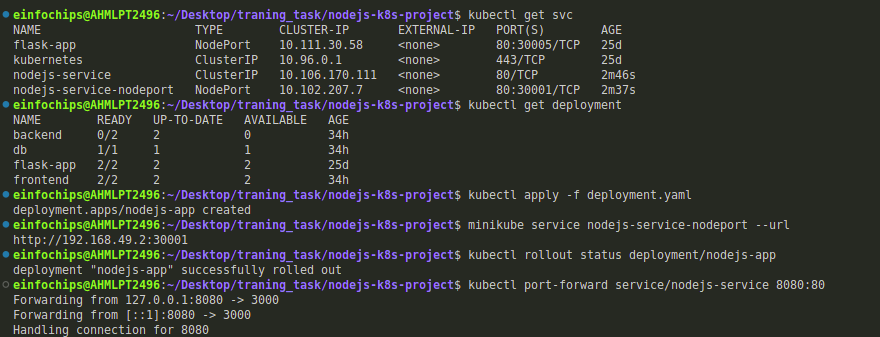 einfochips@AHMLPT2496:~/Desktop/traning_task/nodejs-k8s-project$ kubectl get svc
NAME                      TYPE        CLUSTER-IP       EXTERNAL-IP   PORT(S)        AGE
flask-app                 NodePort    10.111.30.58     <none>        80:30005/TCP   25d
kubernetes                ClusterIP   10.96.0.1        <none>        443/TCP        25d
nodejs-service            ClusterIP   10.106.170.111   <none>        80/TCP         2m46s
nodejs-service-nodeport   NodePort    10.102.207.7     <none>        80:30001/TCP   2m37s
einfochips@AHMLPT2496:~/Desktop/traning_task/nodejs-k8s-project$ kubectl get deployment
NAME        READY   UP-TO-DATE   AVAILABLE   AGE
backend     0/2     2            0           34h
db          1/1     1            1           34h
flask-app   2/2     2            2           25d
frontend    2/2     2            2           34h
einfochips@AHMLPT2496:~/Desktop/traning_task/nodejs-k8s-project$ kubectl apply -f deployment.yaml
deployment.apps/nodejs-app created
einfochips@AHMLPT2496:~/Desktop/traning_task/nodejs-k8s-project$ minikube service nodejs-service-nodeport --url
http://192.168.49.2:30001
einfochips@AHMLPT2496:~/Desktop/traning_task/nodejs-k8s-project$ kubectl rollout status deployment/nodejs-app
deployment "nodejs-app" successfully rolled out
einfochips@AHMLPT2496:~/Desktop/traning_task/nodejs-k8s-project$ kubectl port-forward service/nodejs-service 8080:80
Forwarding from 127.0.0.1:8080 -> 3000
Forwarding from [::1]:8080 -> 3000
Handling connection for 8080